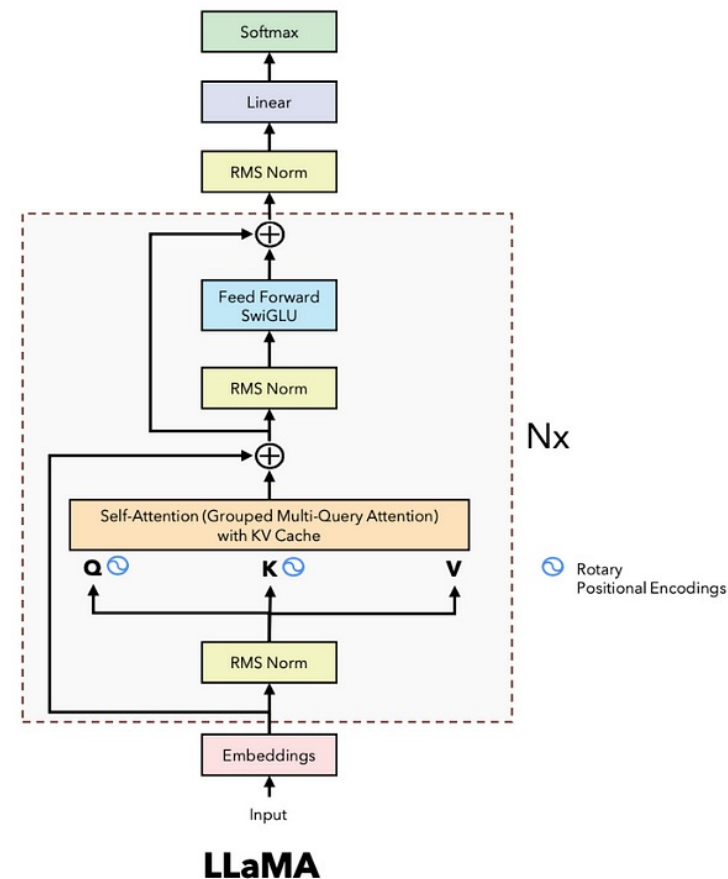 Softmax
Linear
RMS Norm
Feed Forward
SwiGLU
RMS Norm
Nx
Self-Attention (Grouped Multi-Query Attention)
with KV Cache
Q
K
V
Rotary
Positional Encodings
RMS Norm
Embeddings
Input
LLaMA